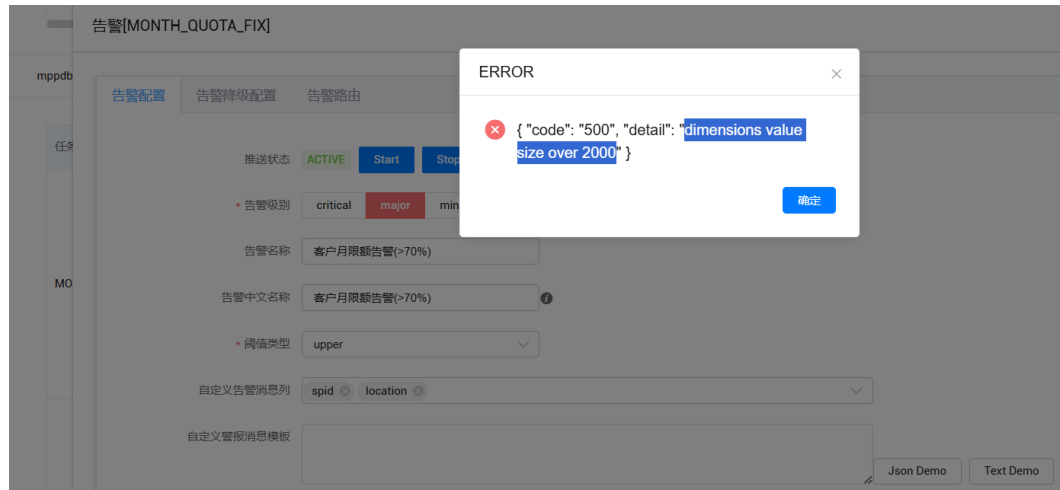 告警[MONTH_QUOTA_FIX]
ERROR
mppdb
告警配置 告警降级配置 告警路由
{ "code": "500", "detail": "dimensions value
size over 2000" }
任务
推送状态 ACTIVE Start Stop
确定
* 告警级别 critical major min
告警名称 客户月限额告警(>70%)
MO
告警中文名称 客户月限额告警(>70%)
* 阈值类型 upper
自定义告警消息列 spid location
自定义警报消息模板
Json Demo Text Demo